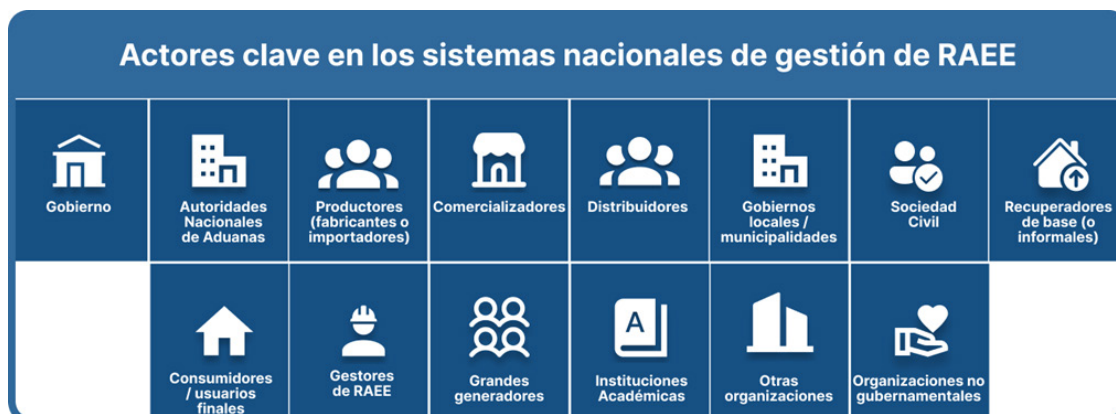 Actores clave en los sistemas nacionales de gestión de RAEE
Gobierno
Autoridades
Nacionales
de Aduanas
Productores
(fabricantes o
importadores)
Comercializadores
Distribuidores
Gobiernos
locales /
municipalidades
Sociedad
Civil
Recuperadores
de base (o
informales)
Consumidores
/ usuarios
finales
Gestores
de RAEE
Grandes
generadores
A
Instituciones
Académicas
Otras
organizaciones
Organizaciones no
gubernamentales